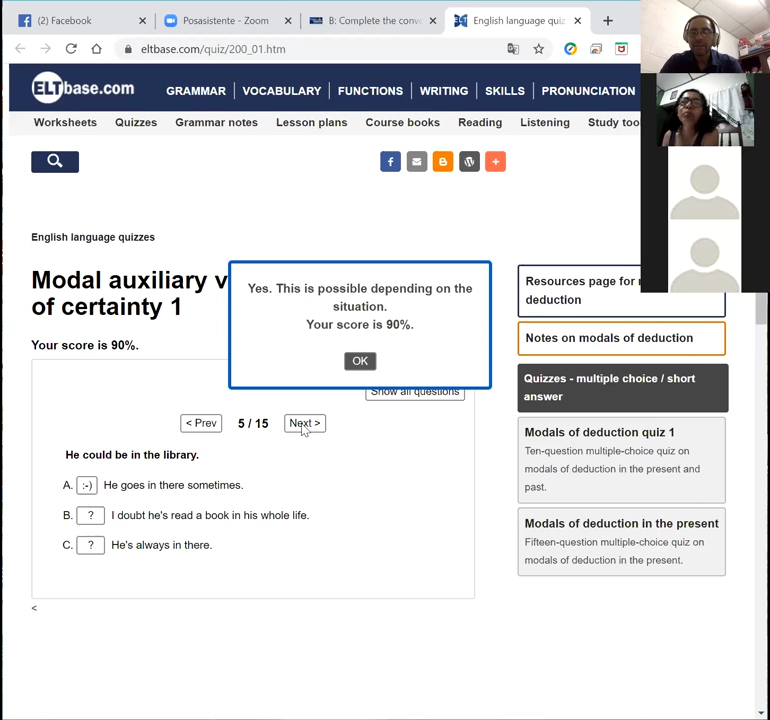 (2) Facebook
Posasistente - Zoom
B: Complete the conve
English language quiz
eltbase.com/quiz/200_01.htm
ELTbase.com
GRAMMAR
VOCABULARY
FUNCTIONS
WRITING
SKILLS
PRONUNCIATION
Worksheets
Quizzes
Grammar notes
Lesson plans
Course books
Reading
Listening
Study too
English language quizzes
Modal auxiliary v
of certainty 1
Your score is 90%.
Yes. This is possible depending on the
situation.
Your score is 90%.
OK
Show all questions
< Prev
5 / 15
Next >
He could be in the library.
A. :-) He goes in there sometimes.
B. ? I doubt he's read a book in his whole life.
C. ? He's always in there.
<
Resources page for
deduction
Notes on modals of deduction
Quizzes - multiple choice / short
answer
Modals of deduction quiz 1
Ten-question multiple-choice quiz on
modals of deduction in the present and
past.
Modals of deduction in the present
Fifteen-question multiple-choice quiz on
modals of deduction in the present.